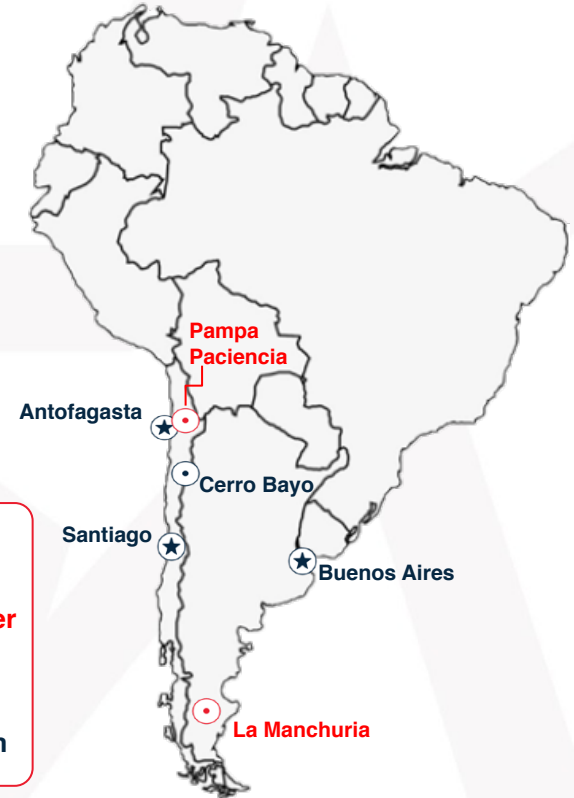 Pampa
Paciencia
Antofagasta
Cerro Bayo
Santiago
Buenos Aires
La Manchuria